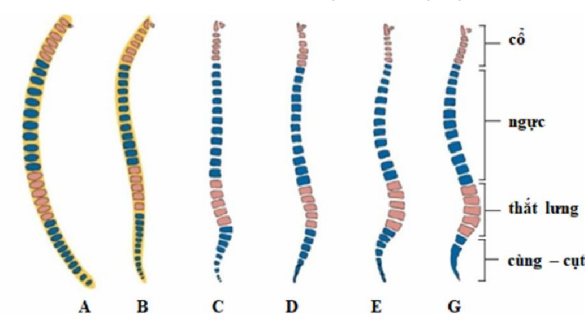 cổ
ngực
thắt lưng
cùng – cụt
A B C D E G